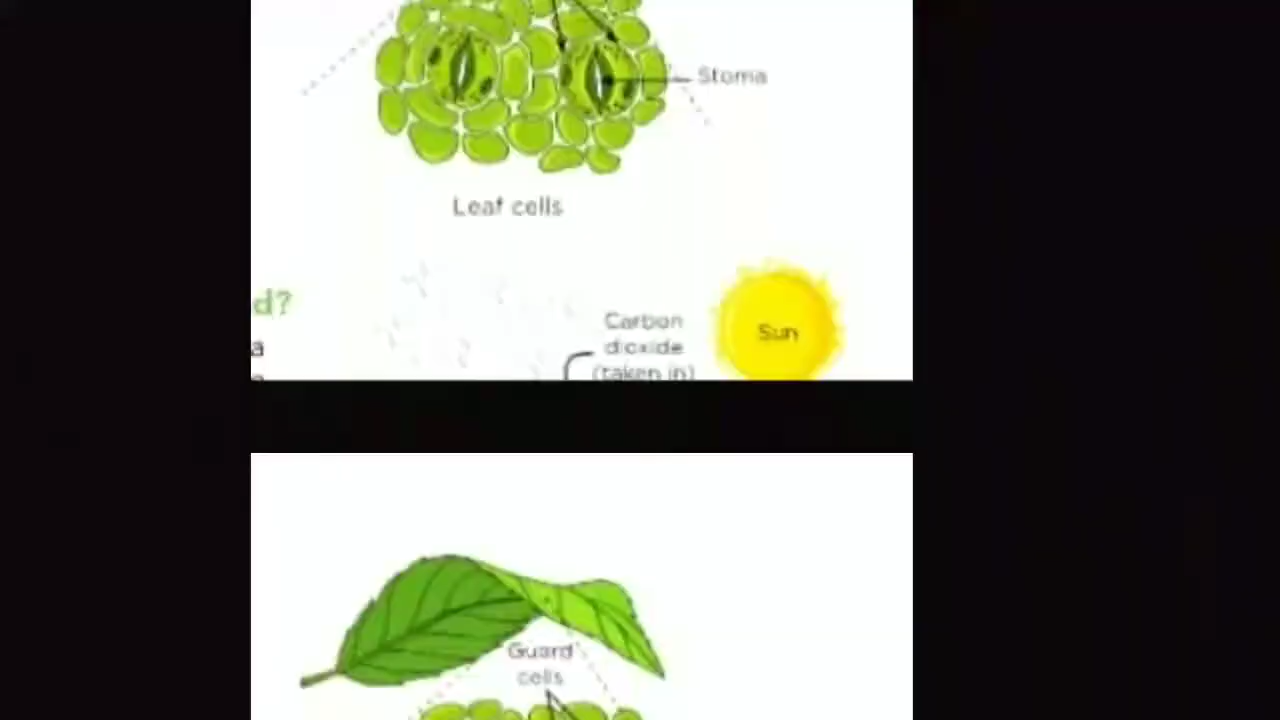 Stoma
Leaf cells
d?
a
Carbon
dioxide
(taken in)
Sun
Guard
cells